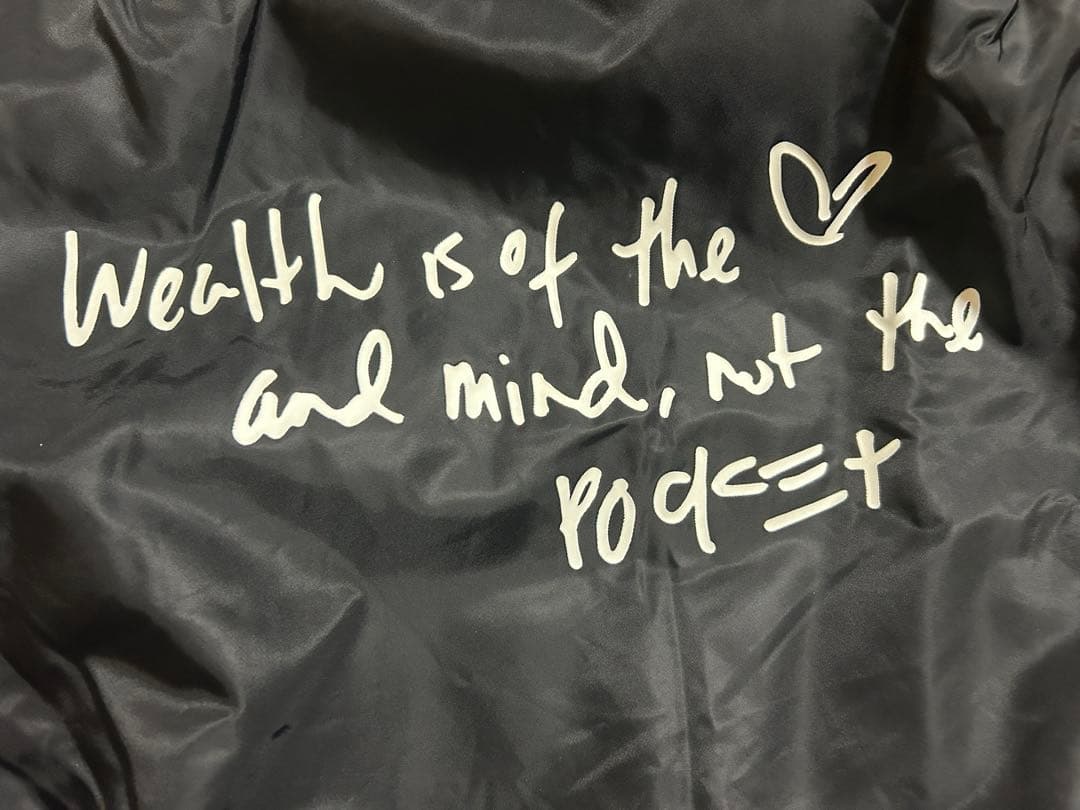 Wealth is of the ♡
and mind, not the
POCKET